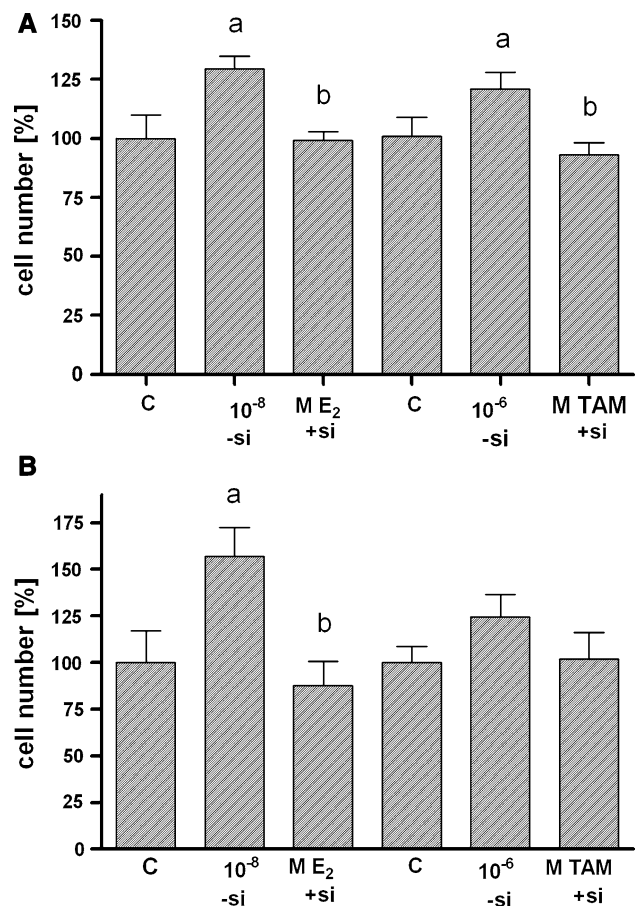 A
150
125
100
75
50
25
0
cell number [%]
a
b
a
b
C 10⁻⁸ M E₂ C 10⁻⁶ M TAM
-si +si -si +si
B
175
150
125
100
75
50
25
0
cell number [%]
a
b
C 10⁻⁸ M E₂ C 10⁻⁶ M TAM
-si +si -si +si